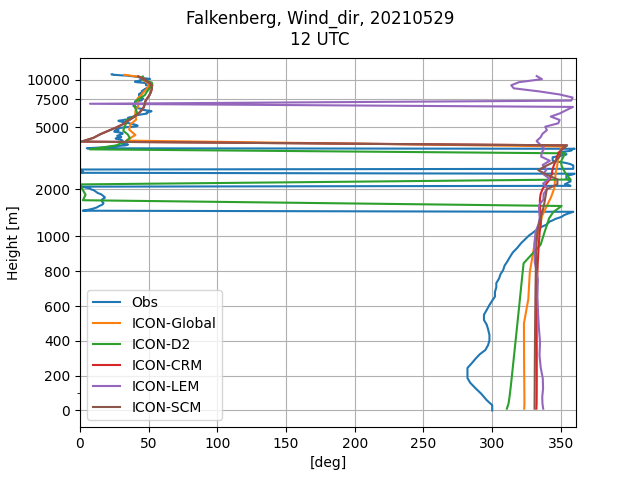 Falkenberg, Wind_dir, 20210529
12 UTC
Height [m]
10000
7500
5000
2000
1000
800
600
400
200
0
Obs
ICON-Global
ICON-D2
ICON-CRM
ICON-LEM
ICON-SCM
0 50 100 150 200 250 300 350
[deg]